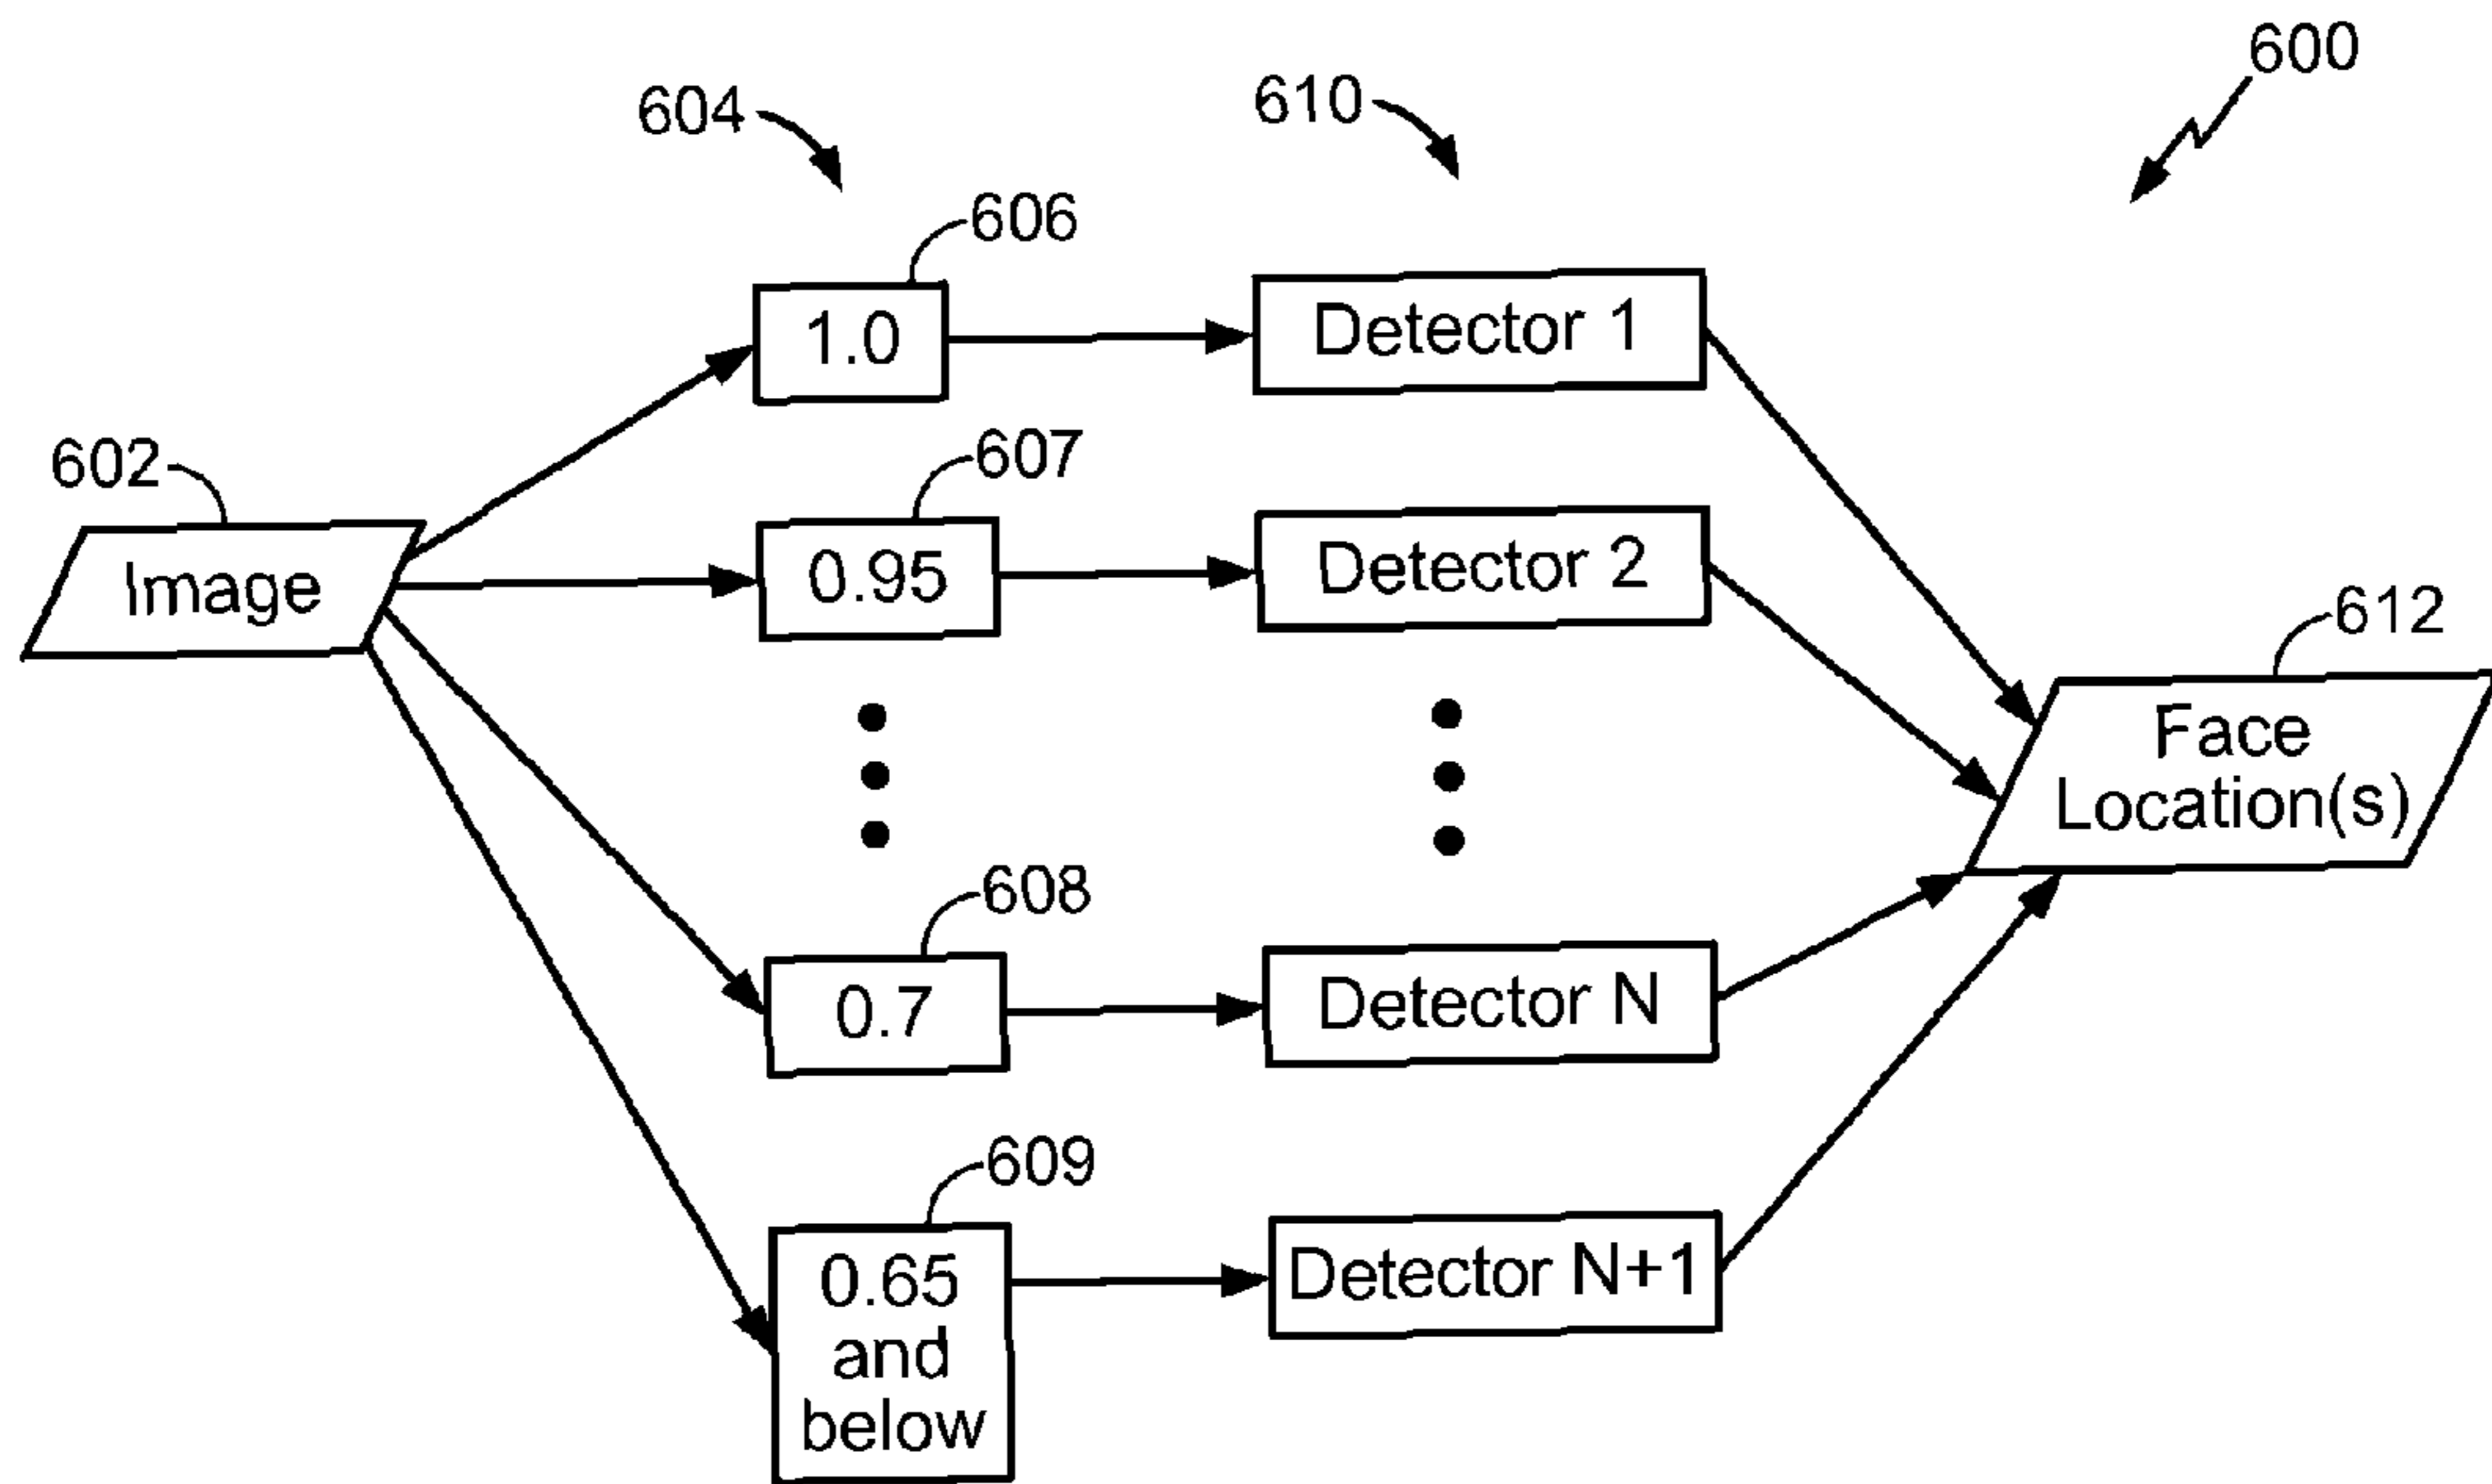 600
604
610
606
1.0
Detector 1
602
607
Image
0.95
Detector 2
612
Face
Location(s)
608
0.7
Detector N
609
0.65
and
below
Detector N+1